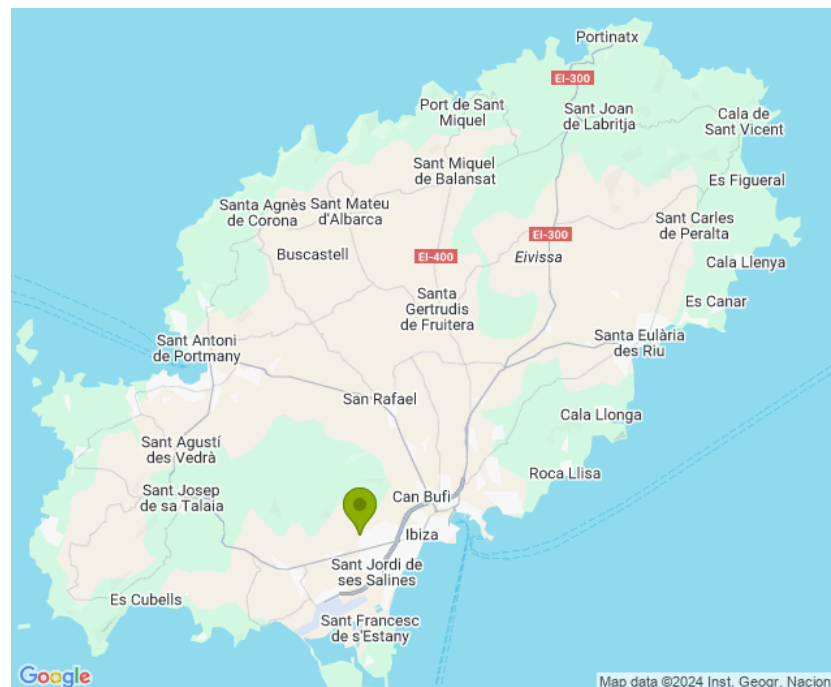 Portinatx
EI-300
Port de Sant
Miquel
Sant Joan
de Labritja
Cala de
Sant Vicent
Sant Miquel
de Balansat
Es Figueral
Santa Agnès
de Corona
Sant Mateu
d'Albarca
Sant Carles
de Peralta
EI-300
Buscastell
EI-400
Eivissa
Cala Llenya
Santa
Gertrudis
de Fruitera
Es Canar
Sant Antoni
de Portmany
Santa Eulària
des Riu
San Rafael
Cala Llonga
Sant Agustí
des Vedrà
Roca Llisa
Sant Josep
de sa Talaia
Can Bufi
Ibiza
Sant Jordi de
ses Salines
Es Cubells
Sant Francesc
de s'Estany
Google
Map data ©2024 Inst. Geogr. Nacion